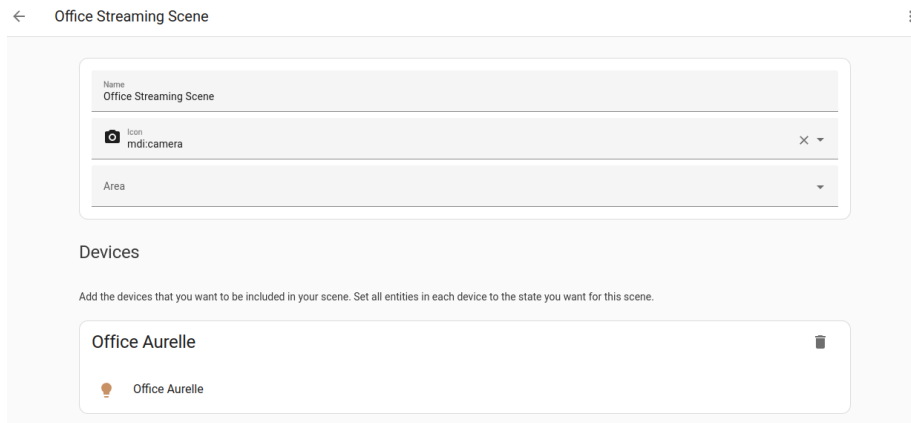 Office Streaming Scene
Name
Office Streaming Scene
Icon
mdi:camera
Area
Devices
Add the devices that you want to be included in your scene. Set all entities in each device to the state you want for this scene.
Office Aurelle
Office Aurelle